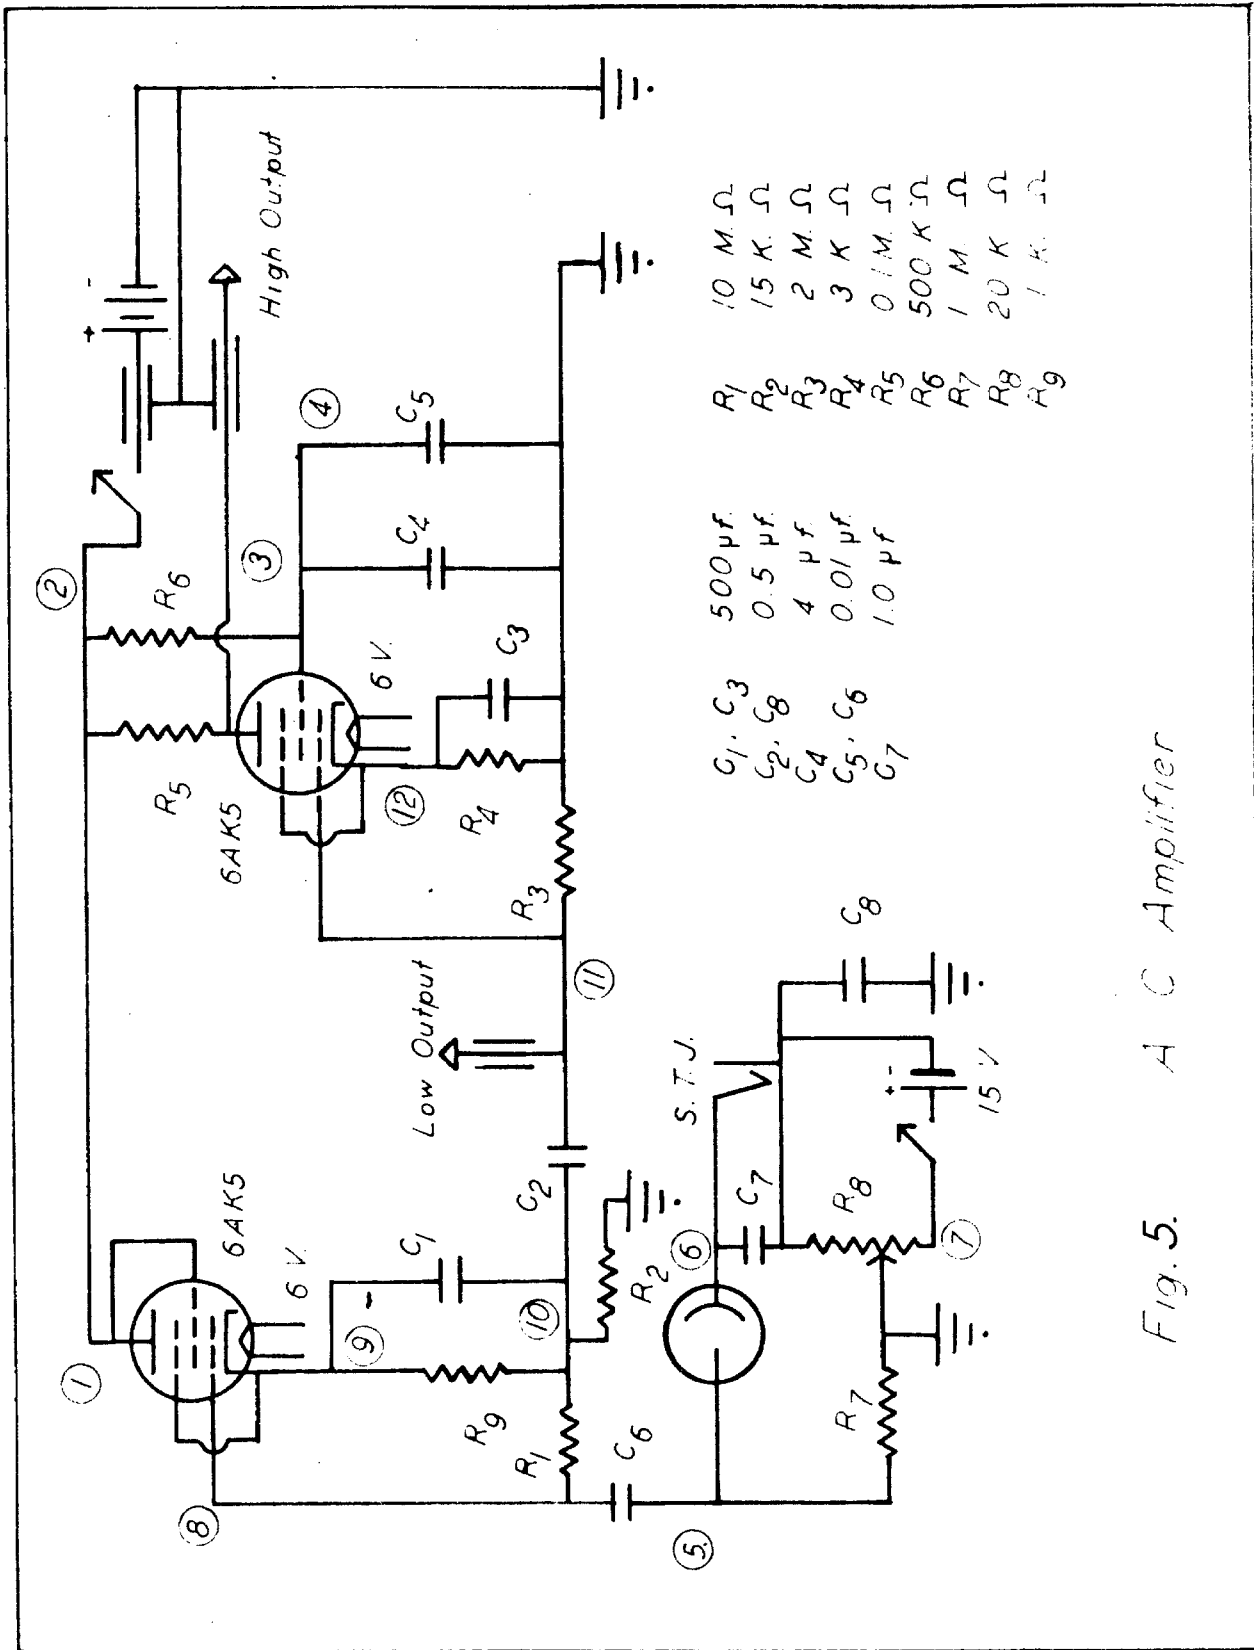 ①
②
6AK5
6 V.
R5
R6
6AK5
6 V.
③
④
+ -
High Output
⑧
⑨
-
C1
R9
R1
⑩
C2
R2
Low Output
⑪
⑫
R3
R4
C3
C4
C5
⑤
C6
⑥
C7
S. T. J.
R7
R8
⑦
+ -
15 V
C8
C1, C3 500 µf.
C2, C8 0.5 µf.
C4 4 µf
C5, C6 0.01 µf.
C7 1.0 µf
R1 10 M. Ω
R2 15 K. Ω
R3 2 M Ω
R4 3 K Ω
R5 0.1 M. Ω
R6 500 K Ω
R7 1 M. Ω
R8 20 K Ω
R9 1 K. Ω
Fig. 5. A C Amplifier